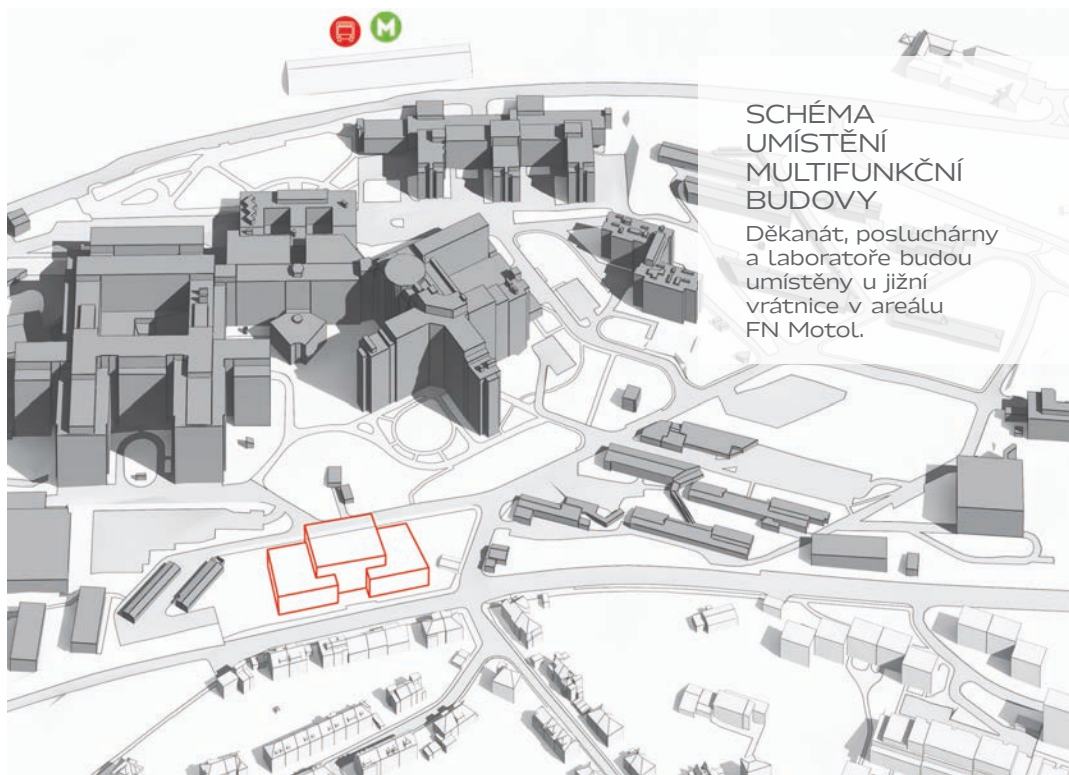 M
SCHÉMA
UMÍSTĚNÍ
MULTIFUNKČNÍ
BUDOVY
Děkanát, posluchárny
a laboratoře budou
umístěny u jižní
vrátnice v areálu
FN Motol.